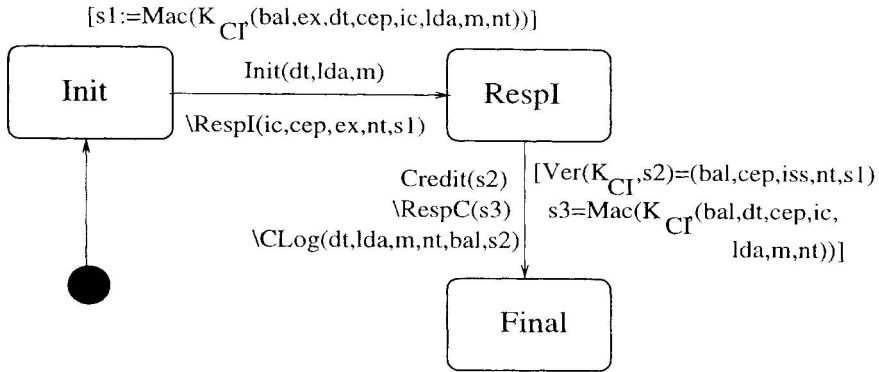 [s1:=Mac(K_CI,(bal,ex,dt,cep,ic,lda,m,nt))]
Init
Init(dt,lda,m)
\RespI(ic,cep,ex,nt,s1)
RespI
Credit(s2)
\RespC(s3)
\CLog(dt,lda,m,nt,bal,s2)
[Ver(K_CI,s2)=(bal,cep,iss,nt,s1)
s3=Mac(K_CI,(bal,dt,cep,ic,
lda,m,nt))]
Final